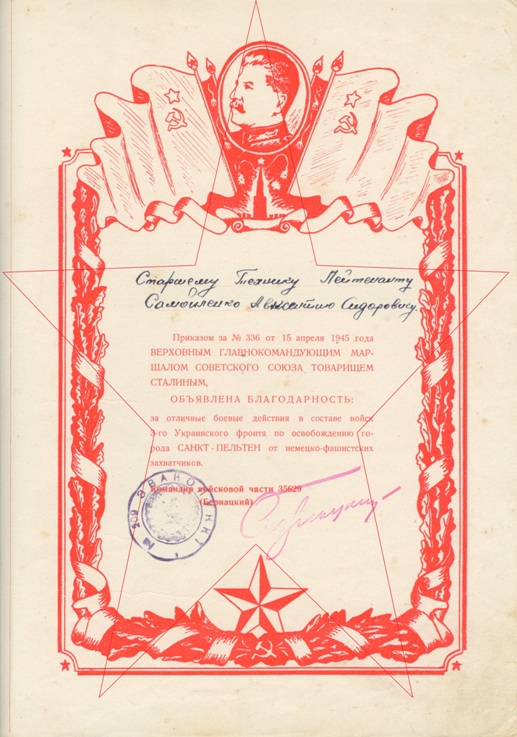 Старшему Технику Лейтенанту
Самойленко Авксентию Сидоровичу.
Приказом за № 336 от 15 апреля 1945 года
ВЕРХОВНЫМ ГЛАВНОКОМАНДУЮЩИМ МАР-
ШАЛОМ СОВЕТСКОГО СОЮЗА ТОВАРИЩЕМ
СТАЛИНЫМ,
ОБЪЯВЛЕНА БЛАГОДАРНОСТЬ:
за отличные боевые действия в составе войск
3-го Украинского фронта по освобождению го-
рода САНКТ-ПЕЛЬТЕН от немецко-фашистских
захватчиков.
Командир войсковой части 35629
(Бернацкий)